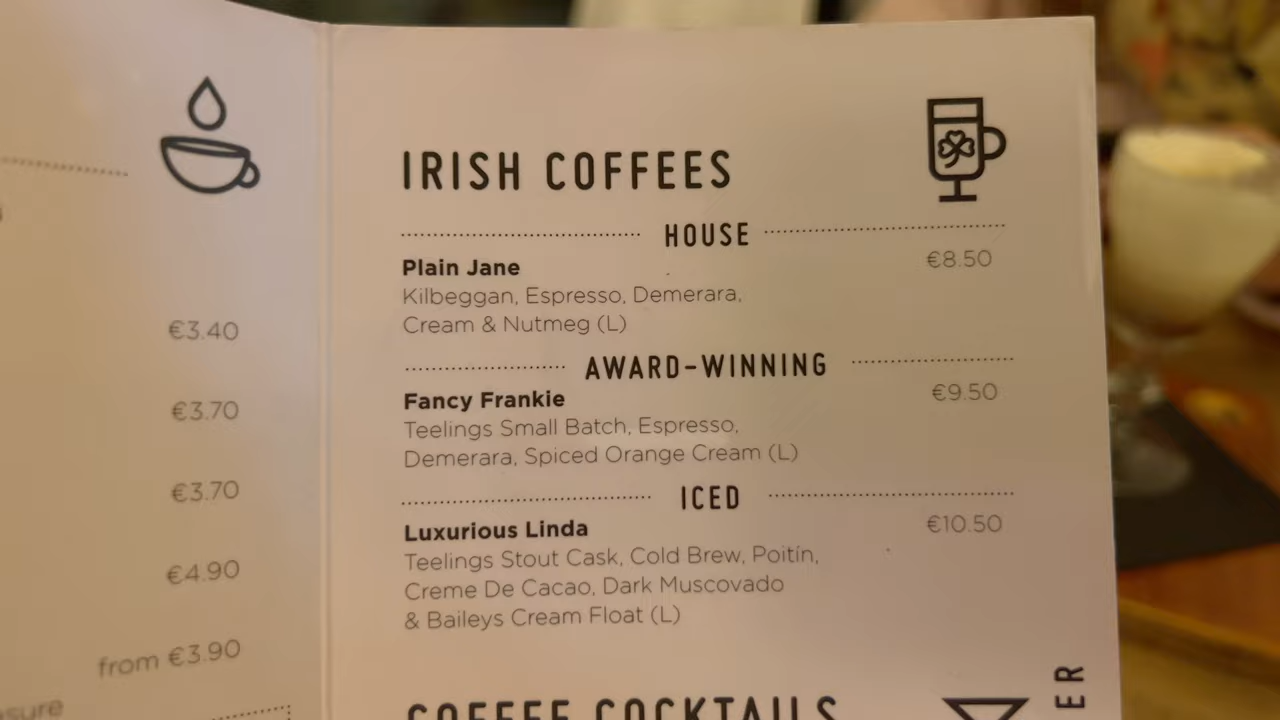 €3.40
€3.70
€3.70
€4.90
from €3.90
IRISH COFFEES
HOUSE
Plain Jane €8.50
Kilbeggan, Espresso, Demerara,
Cream & Nutmeg (L)
AWARD-WINNING
Fancy Frankie €9.50
Teelings Small Batch, Espresso,
Demerara, Spiced Orange Cream (L)
ICED
Luxurious Linda €10.50
Teelings Stout Cask, Cold Brew, Poitín,
Creme De Cacao, Dark Muscovado
& Baileys Cream Float (L)
COFFEE COCKTAILS